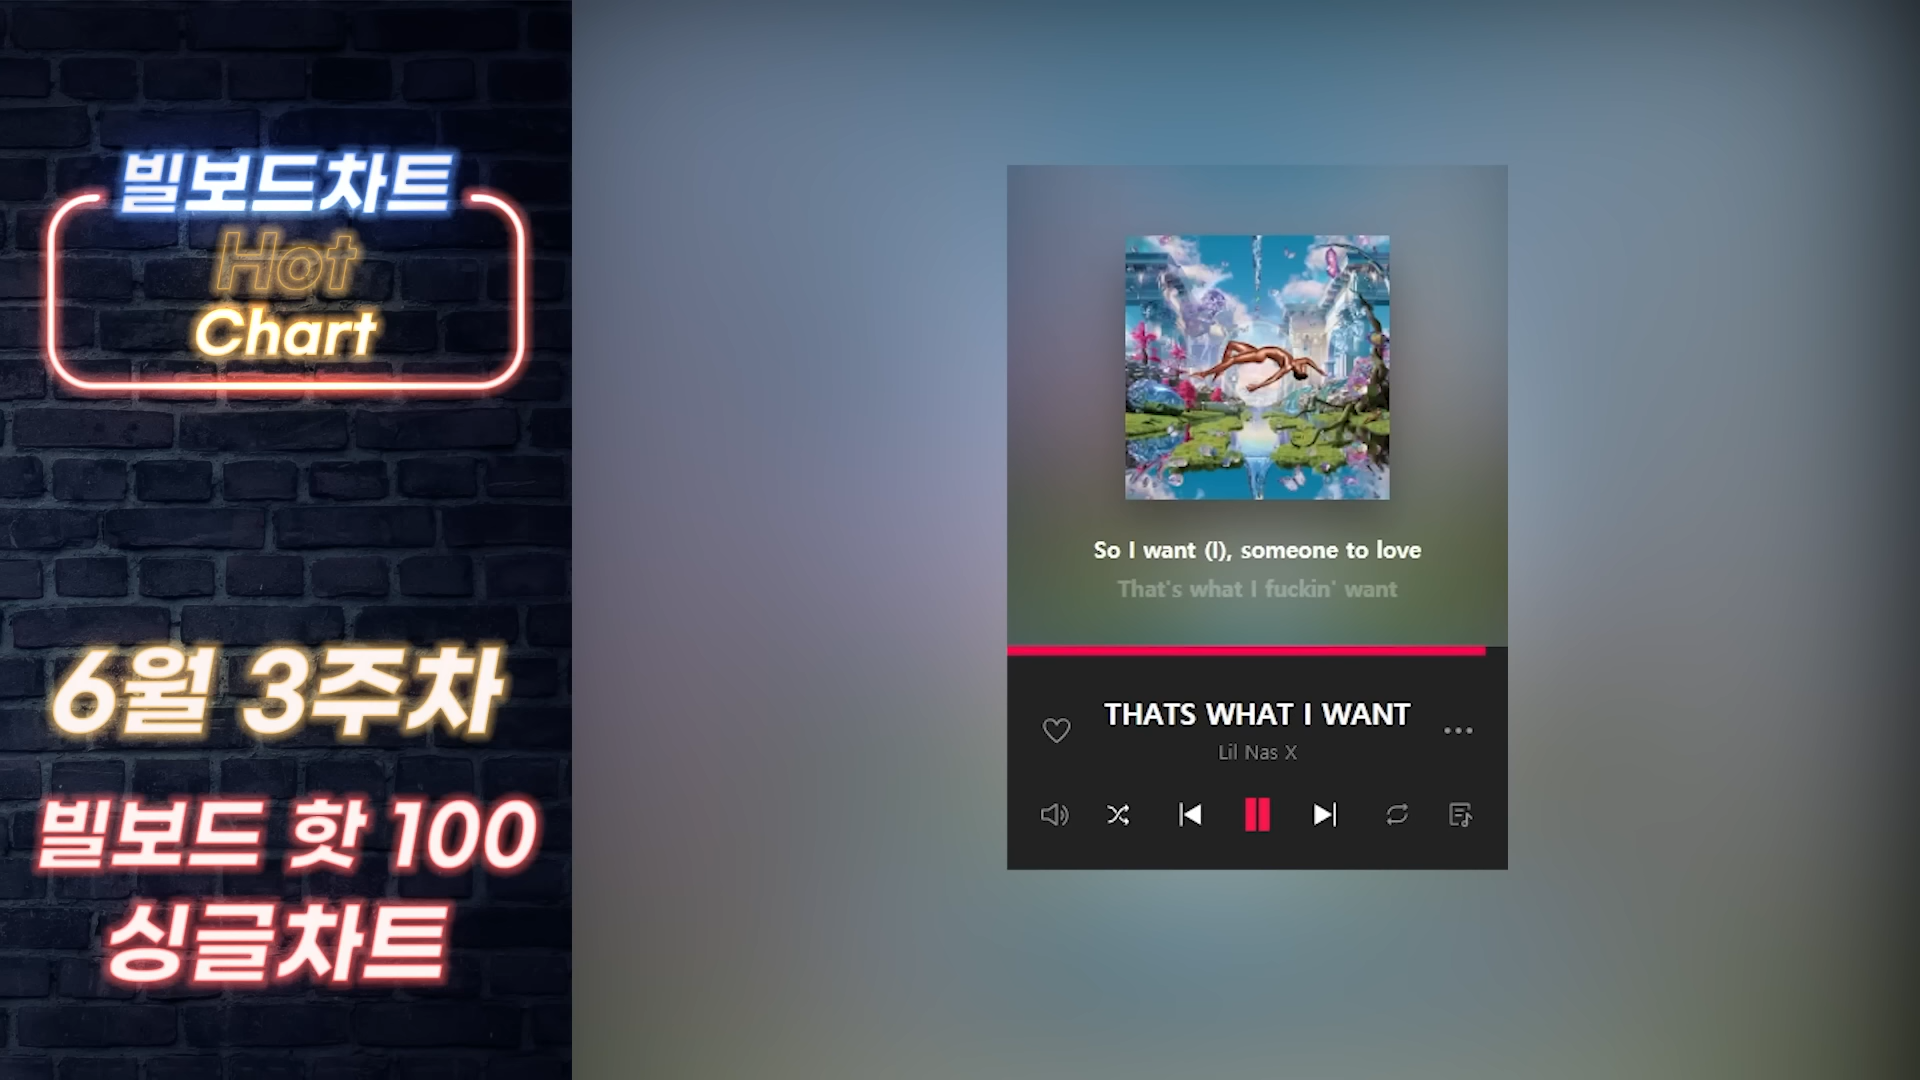 빌보드차트
Hot
Chart
6월 3주차
빌보드 핫 100
싱글차트
So I want (I), someone to love
That's what I fuckin' want
THATS WHAT I WANT
Lil Nas X